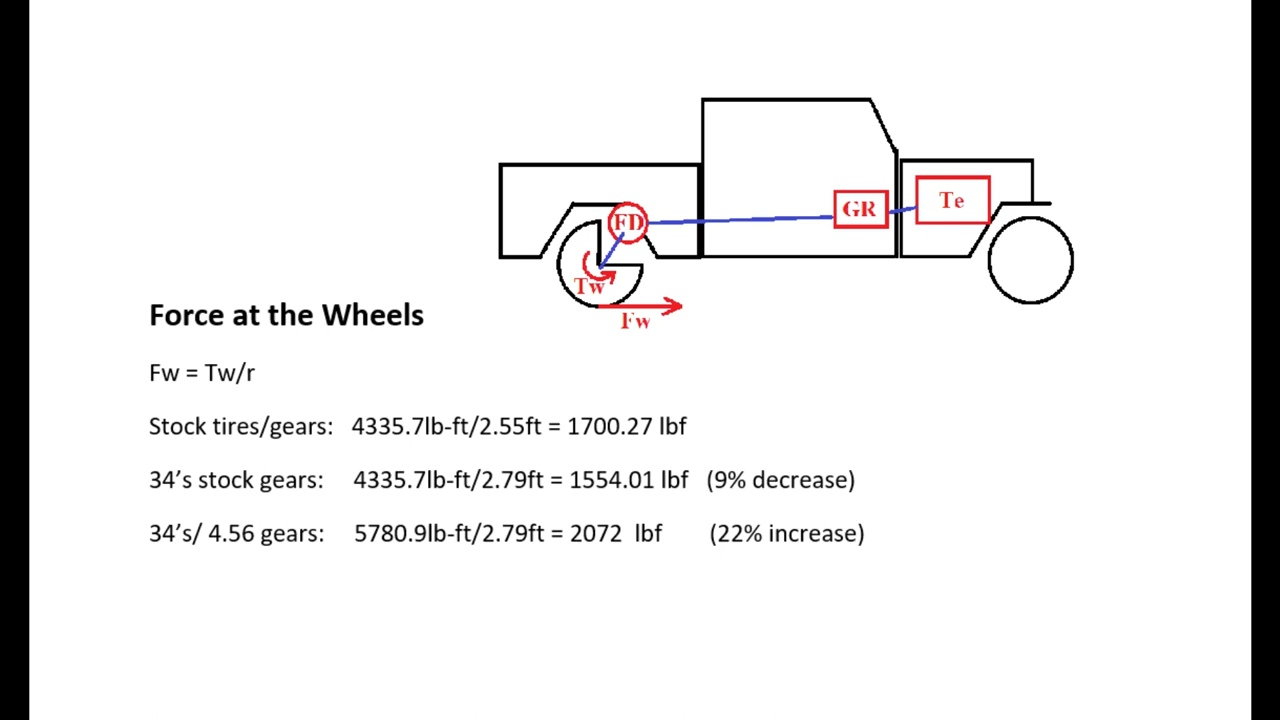 Te
GR
FD
Tw
Fw
Force at the Wheels
Fw = Tw/r
Stock tires/gears: 4335.7lb-ft/2.55ft = 1700.27 lbf
34’s stock gears: 4335.7lb-ft/2.79ft = 1554.01 lbf (9% decrease)
34’s/ 4.56 gears: 5780.9lb-ft/2.79ft = 2072 lbf (22% increase)